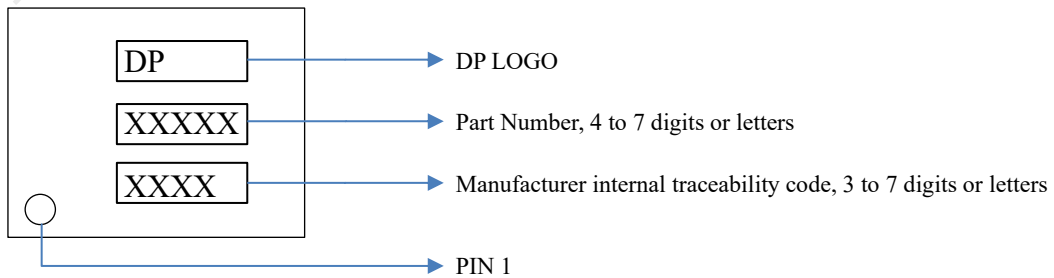 DP DP LOGO
XXXXX Part Number, 4 to 7 digits or letters
XXXX Manufacturer internal traceability code, 3 to 7 digits or letters
PIN 1